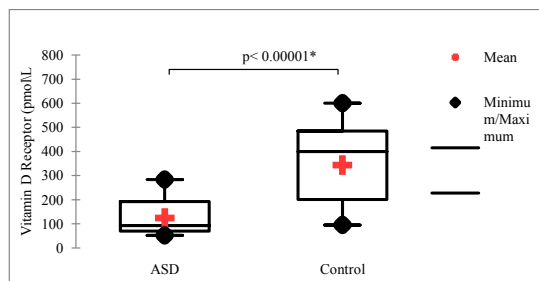 p< 0.00001*
Vitamin D Receptor (pmol\L
800
700
600
500
400
300
200
100
0
ASD
Control
Mean
Minimu
m/Maxi
mum